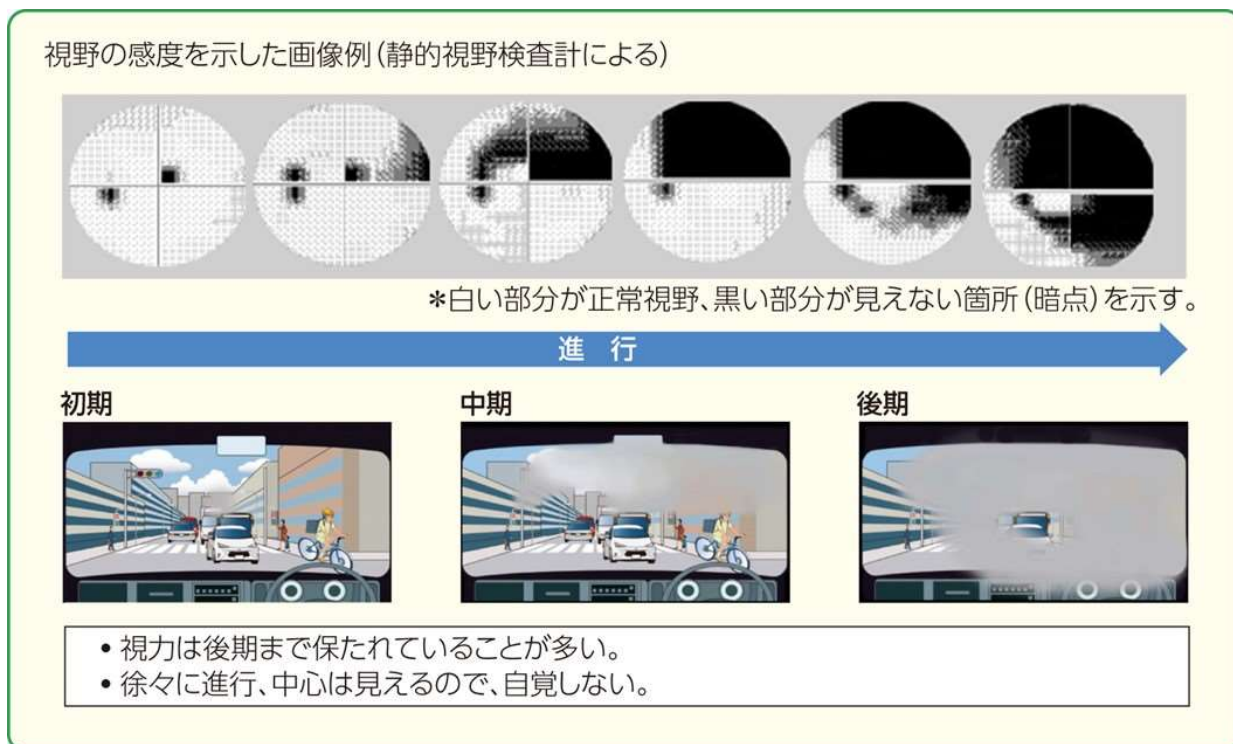 視野の感度を示した画像例（静的視野検査計による）
＊白い部分が正常視野、黒い部分が見えない箇所（暗点）を示す。
進 行
初期
中期
後期
• 視力は後期まで保たれていることが多い。
• 徐々に進行、中心は見えるので、自覚しない。